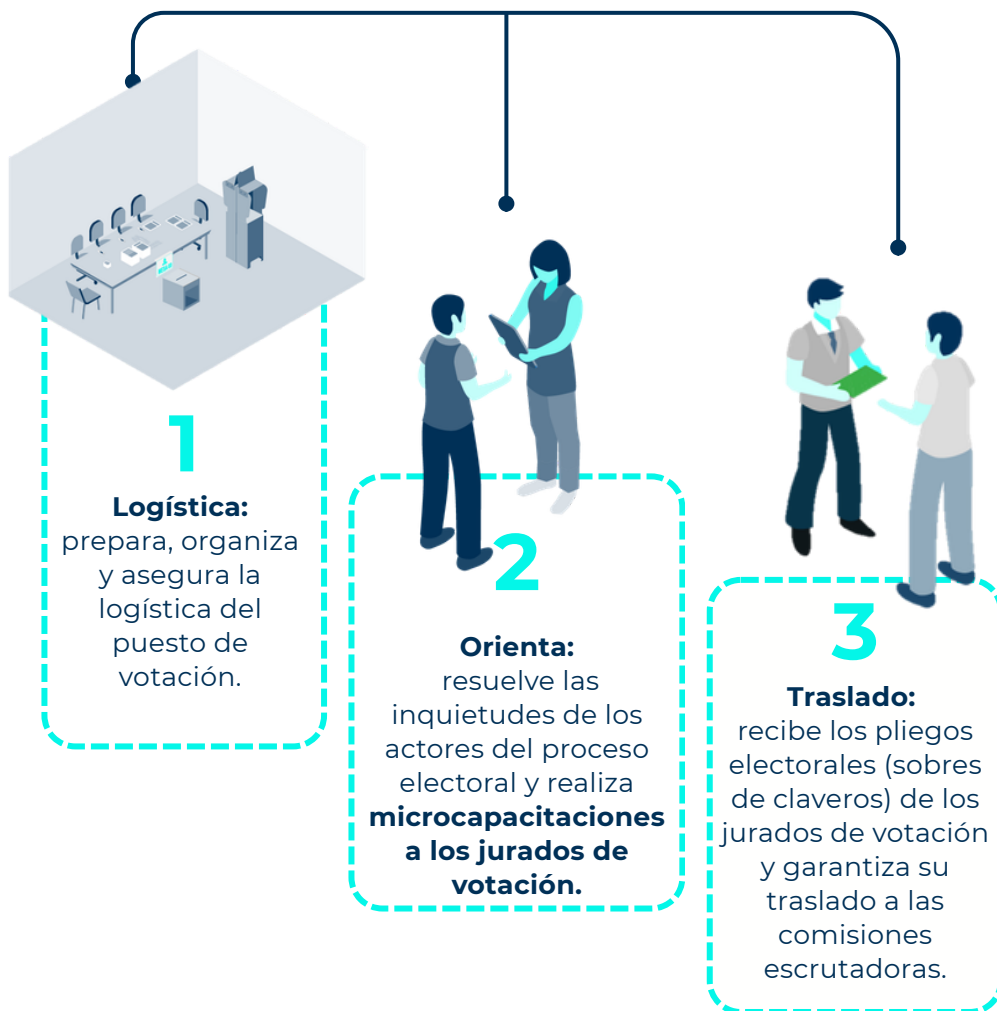 1
Logística:
prepara, organiza
y asegura la
logística del
puesto de
votación.
2
Orienta:
resuelve las
inquietudes de los
actores del proceso
electoral y realiza
microcapacitaciones
a los jurados de
votación.
3
Traslado:
recibe los pliegos
electorales (sobres
de claveros) de los
jurados de votación
y garantiza su
traslado a las
comisiones
escrutadoras.